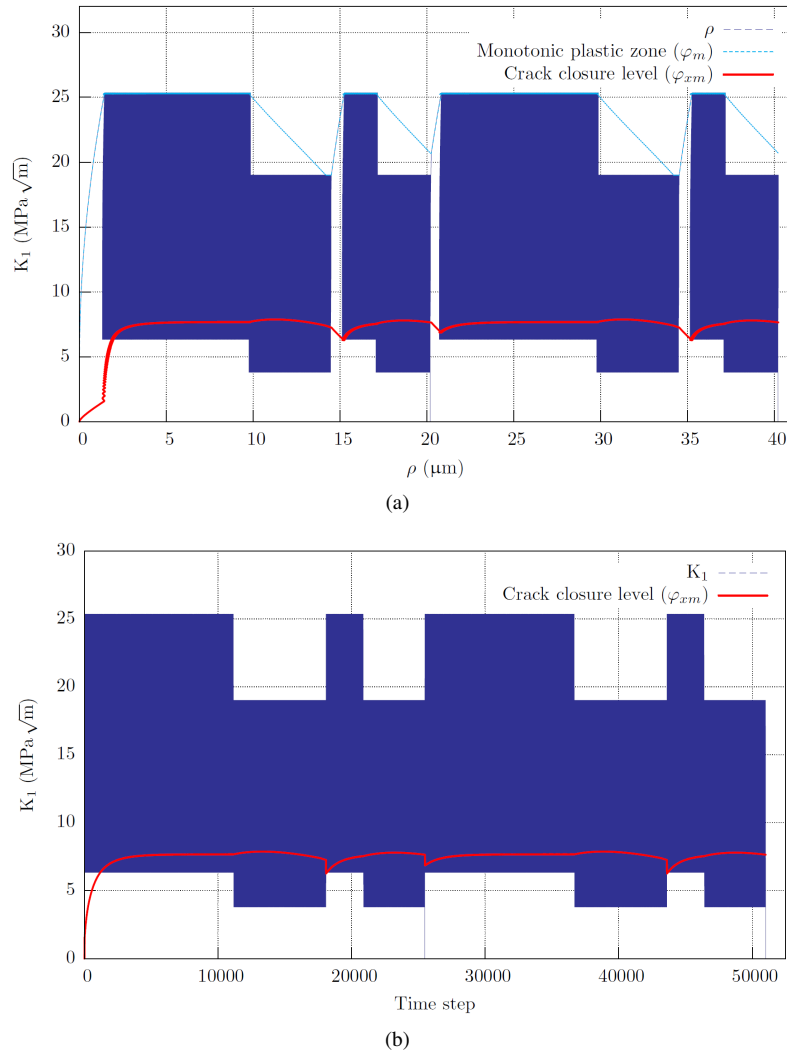 30
25
20
15
10
5
0
K₁ (MPa√m)
ρ
Monotonic plastic zone (φₘ)
Crack closure level (φₓₘ)
0 5 10 15 20 25 30 35 40
ρ (µm)
(a)
30
25
20
15
10
5
0
K₁ (MPa√m)
K₁
Crack closure level (φₓₘ)
0 10000 20000 30000 40000 50000
Time step
(b)